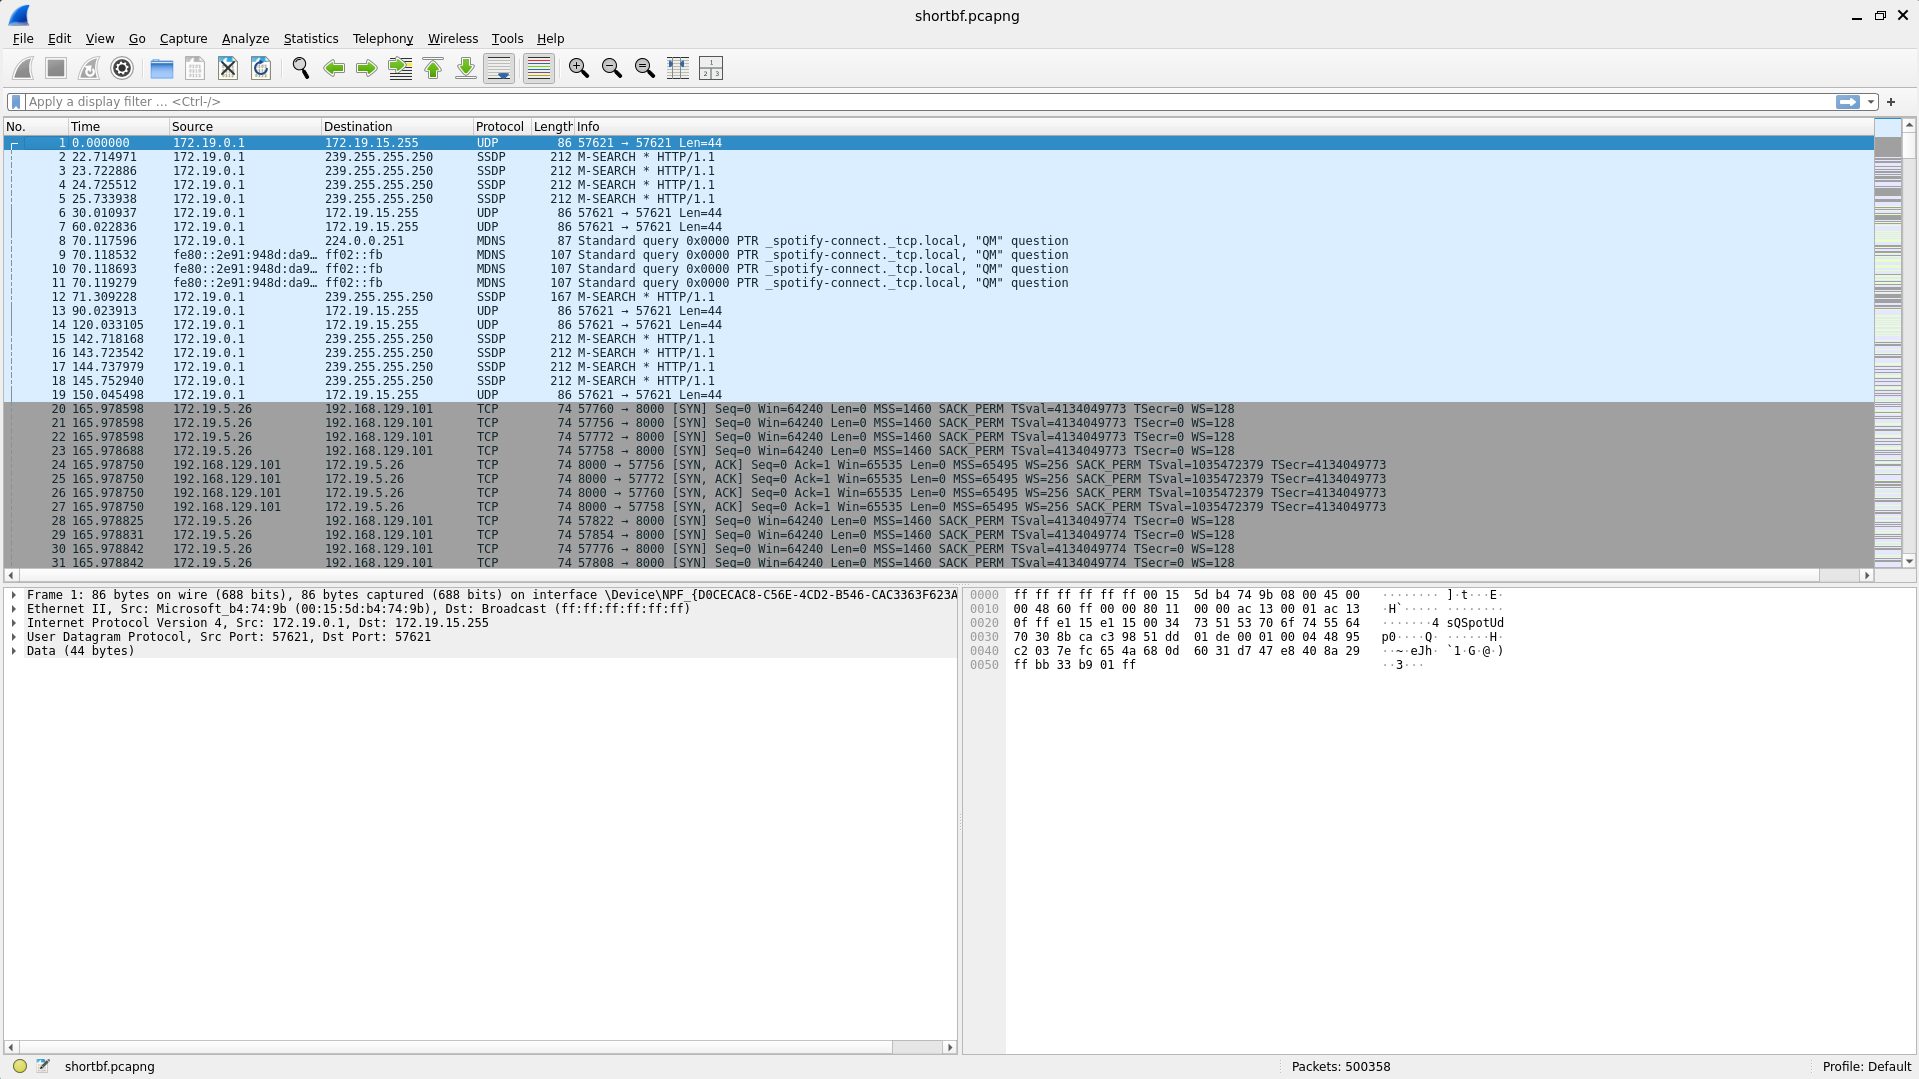 shortbf.pcapng
File Edit View Go Capture Analyze Statistics Telephony Wireless Tools Help
Apply a display filter ... <Ctrl-/>
No. Time Source Destination Protocol Length Info
1 0.000000 172.19.0.1 172.19.15.255 UDP 86 57621 → 57621 Len=44
2 22.714971 172.19.0.1 239.255.255.250 SSDP 212 M-SEARCH * HTTP/1.1
3 23.722886 172.19.0.1 239.255.255.250 SSDP 212 M-SEARCH * HTTP/1.1
4 24.725512 172.19.0.1 239.255.255.250 SSDP 212 M-SEARCH * HTTP/1.1
5 25.733938 172.19.0.1 239.255.255.250 SSDP 212 M-SEARCH * HTTP/1.1
6 30.010937 172.19.0.1 172.19.15.255 UDP 86 57621 → 57621 Len=44
7 60.022836 172.19.0.1 172.19.15.255 UDP 86 57621 → 57621 Len=44
8 70.117596 172.19.0.1 224.0.0.251 MDNS 87 Standard query 0x0000 PTR _spotify-connect._tcp.local, "QM" question
9 70.118532 fe80::2e91:948d:da9… ff02::fb MDNS 107 Standard query 0x0000 PTR _spotify-connect._tcp.local, "QM" question
10 70.118693 fe80::2e91:948d:da9… ff02::fb MDNS 107 Standard query 0x0000 PTR _spotify-connect._tcp.local, "QM" question
11 70.119279 fe80::2e91:948d:da9… ff02::fb MDNS 107 Standard query 0x0000 PTR _spotify-connect._tcp.local, "QM" question
12 71.309228 172.19.0.1 239.255.255.250 SSDP 167 M-SEARCH * HTTP/1.1
13 90.023913 172.19.0.1 172.19.15.255 UDP 86 57621 → 57621 Len=44
14 120.033105 172.19.0.1 172.19.15.255 UDP 86 57621 → 57621 Len=44
15 142.718168 172.19.0.1 239.255.255.250 SSDP 212 M-SEARCH * HTTP/1.1
16 143.723542 172.19.0.1 239.255.255.250 SSDP 212 M-SEARCH * HTTP/1.1
17 144.737979 172.19.0.1 239.255.255.250 SSDP 212 M-SEARCH * HTTP/1.1
18 145.752940 172.19.0.1 239.255.255.250 SSDP 212 M-SEARCH * HTTP/1.1
19 150.045498 172.19.0.1 172.19.15.255 UDP 86 57621 → 57621 Len=44
20 165.978598 172.19.5.26 192.168.129.101 TCP 74 57760 → 8000 [SYN] Seq=0 Win=64240 Len=0 MSS=1460 SACK_PERM TSval=4134049773 TSecr=0 WS=128
21 165.978598 172.19.5.26 192.168.129.101 TCP 74 57756 → 8000 [SYN] Seq=0 Win=64240 Len=0 MSS=1460 SACK_PERM TSval=4134049773 TSecr=0 WS=128
22 165.978598 172.19.5.26 192.168.129.101 TCP 74 57772 → 8000 [SYN] Seq=0 Win=64240 Len=0 MSS=1460 SACK_PERM TSval=4134049773 TSecr=0 WS=128
23 165.978688 172.19.5.26 192.168.129.101 TCP 74 57758 → 8000 [SYN] Seq=0 Win=64240 Len=0 MSS=1460 SACK_PERM TSval=4134049773 TSecr=0 WS=128
24 165.978750 192.168.129.101 172.19.5.26 TCP 74 8000 → 57756 [SYN, ACK] Seq=0 Ack=1 Win=65535 Len=0 MSS=65495 WS=256 SACK_PERM TSval=1035472379 TSecr=4134049773
25 165.978750 192.168.129.101 172.19.5.26 TCP 74 8000 → 57772 [SYN, ACK] Seq=0 Ack=1 Win=65535 Len=0 MSS=65495 WS=256 SACK_PERM TSval=1035472379 TSecr=4134049773
26 165.978750 192.168.129.101 172.19.5.26 TCP 74 8000 → 57760 [SYN, ACK] Seq=0 Ack=1 Win=65535 Len=0 MSS=65495 WS=256 SACK_PERM TSval=1035472379 TSecr=4134049773
27 165.978750 192.168.129.101 172.19.5.26 TCP 74 8000 → 57758 [SYN, ACK] Seq=0 Ack=1 Win=65535 Len=0 MSS=65495 WS=256 SACK_PERM TSval=1035472379 TSecr=4134049773
28 165.978825 172.19.5.26 192.168.129.101 TCP 74 57822 → 8000 [SYN] Seq=0 Win=64240 Len=0 MSS=1460 SACK_PERM TSval=4134049774 TSecr=0 WS=128
29 165.978831 172.19.5.26 192.168.129.101 TCP 74 57854 → 8000 [SYN] Seq=0 Win=64240 Len=0 MSS=1460 SACK_PERM TSval=4134049774 TSecr=0 WS=128
30 165.978842 172.19.5.26 192.168.129.101 TCP 74 57776 → 8000 [SYN] Seq=0 Win=64240 Len=0 MSS=1460 SACK_PERM TSval=4134049774 TSecr=0 WS=128
31 165.978842 172.19.5.26 192.168.129.101 TCP 74 57808 → 8000 [SYN] Seq=0 Win=64240 Len=0 MSS=1460 SACK_PERM TSval=4134049774 TSecr=0 WS=128
Frame 1: 86 bytes on wire (688 bits), 86 bytes captured (688 bits) on interface \Device\NPF_{D0CECAC8-C56E-4CD2-B546-CAC3363F623A
Ethernet II, Src: Microsoft_b4:74:9b (00:15:5d:b4:74:9b), Dst: Broadcast (ff:ff:ff:ff:ff:ff)
Internet Protocol Version 4, Src: 172.19.0.1, Dst: 172.19.15.255
User Datagram Protocol, Src Port: 57621, Dst Port: 57621
Data (44 bytes)
0000 ff ff ff ff ff ff 00 15 5d b4 74 9b 08 00 45 00 ········ ]·t···E·
0010 00 48 60 ff 00 00 80 11 00 00 ac 13 00 01 ac 13 ·H`····· ········
0020 0f ff e1 15 e1 15 00 34 73 51 53 70 6f 74 55 64 ·······4 sQSpotUd
0030 70 30 8b ca c3 98 51 dd 01 de 00 01 00 04 48 95 p0····Q· ······H·
0040 c2 03 7e fc 65 4a 68 0d 60 31 d7 47 e8 40 8a 29 ··~·eJh· `1·G·@·)
0050 ff bb 33 b9 01 ff ··3···
shortbf.pcapng
Packets: 500358
Profile: Default